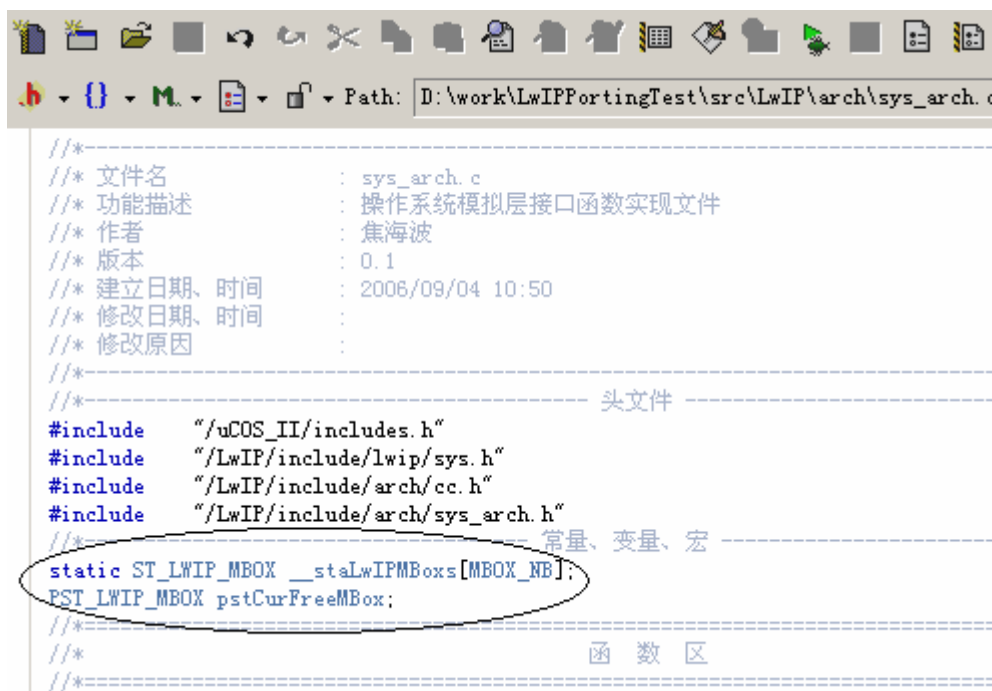 .h {} M Path: D:\work\LwIPPortingTest\src\LwIP\arch\sys_arch.c
//*------------------------------------------------------------
//* 文件名 : sys_arch.c
//* 功能描述 : 操作系统模拟层接口函数实现文件
//* 作者 : 焦海波
//* 版本 : 0.1
//* 建立日期、时间 : 2006/09/04 10:50
//* 修改日期、时间 :
//* 修改原因 :
//*------------------------------------------------------------
//*------------------------------------------ 头文件 --------------------------
#include "/uCOS_II/includes.h"
#include "/LwIP/include/lwip/sys.h"
#include "/LwIP/include/arch/cc.h"
#include "/LwIP/include/arch/sys_arch.h"
//*------------------------------------- 常量、变量、宏 -----------------------
static ST_LWIP_MBOX __staLwIPMBoxs[MBOX_NB];
PST_LWIP_MBOX pstCurFreeMBox;
//*============================================================
//* 函 数 区
//*============================================================